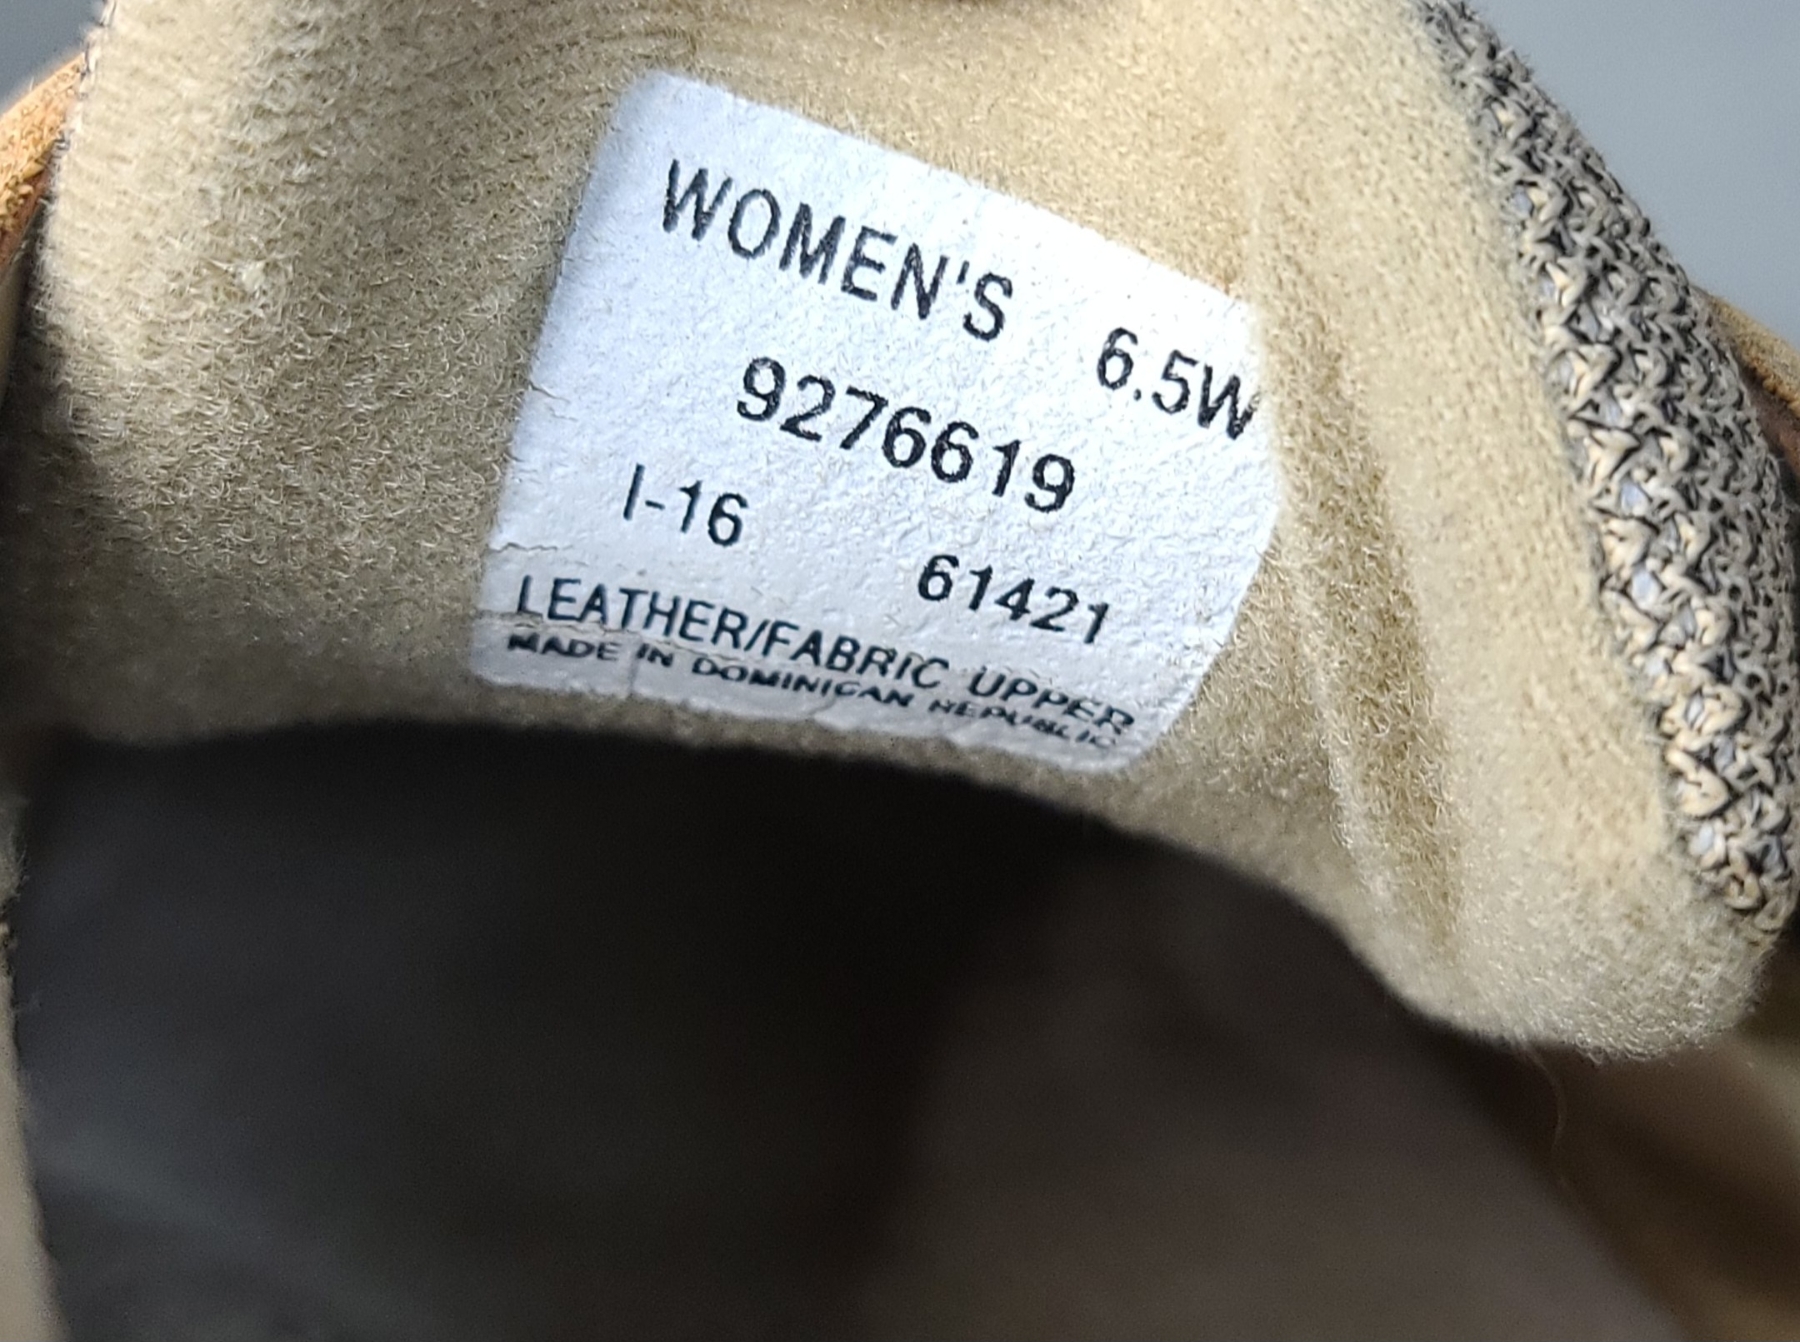 WOMEN'S 6.5W
9276619
I-16 61421
LEATHER/FABRIC UPPER
MADE IN DOMINICAN REPUBLIC